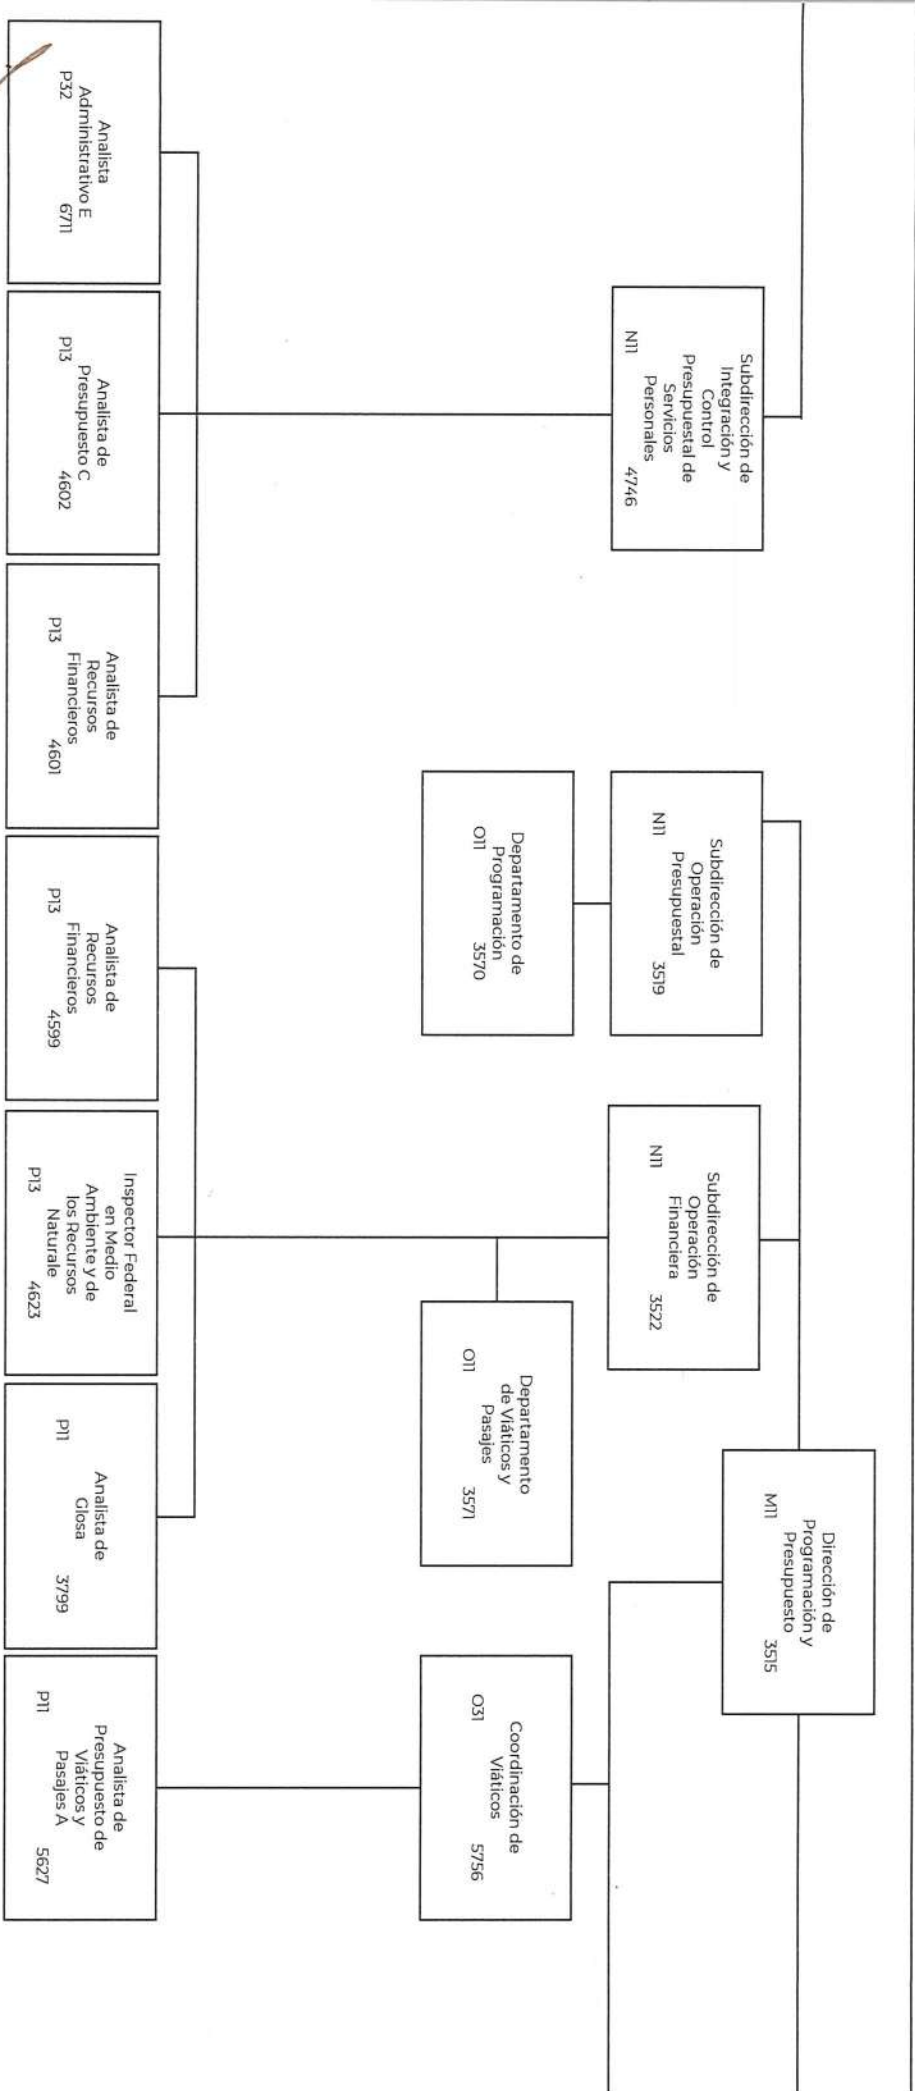 Dirección de
Programación y
Presupuesto
M11 3515
Subdirección de
Integración y
Control
Presupuestal de
Servicios
Personales
N11 4746
Subdirección de
Operación
Presupuestal
N11 3519
Subdirección de
Operación
Financiera
N11 3522
Departamento de
Programación
O11 3570
Departamento
de Viáticos y
Pasajes
O11 3571
Coordinación de
Viáticos
O31 5756
Analista
Administrativo E
P32 6711
Analista de
Presupuesto C
P13 4602
Analista de
Recursos
Financieros
P13 4601
Analista de
Recursos
Financieros
P13 4599
Inspector Federal
en Medio
Ambiente y de
los Recursos
Naturale
P13 4623
Analista de
Glosa
P11 3799
Analista de
Presupuesto de
Viáticos y
Pasajes A
P11 5627